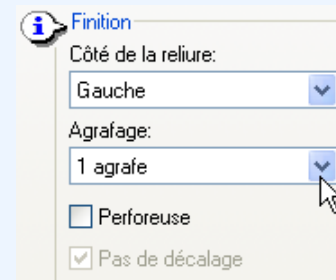 Finition
Côté de la reliure:
Gauche
Agrafage:
1 agrafe
Perforeuse
Pas de décalage